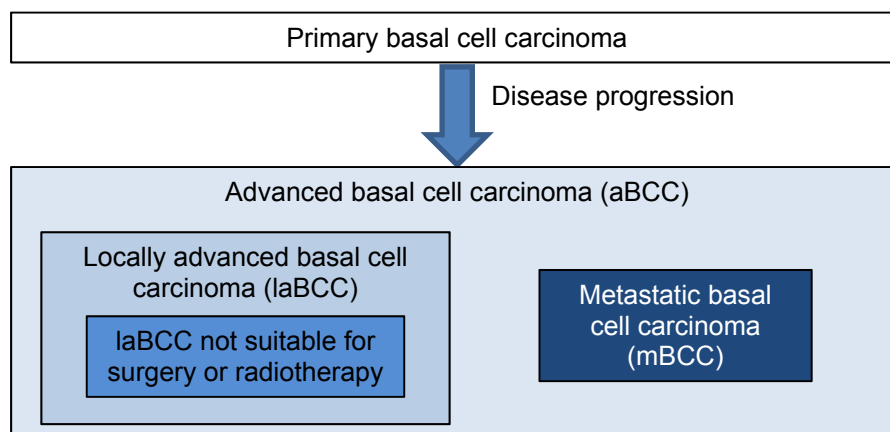 Primary basal cell carcinoma
Disease progression
Advanced basal cell carcinoma (aBCC)
Locally advanced basal cell
carcinoma (laBCC)
laBCC not suitable for
surgery or radiotherapy
Metastatic basal
cell carcinoma
(mBCC)